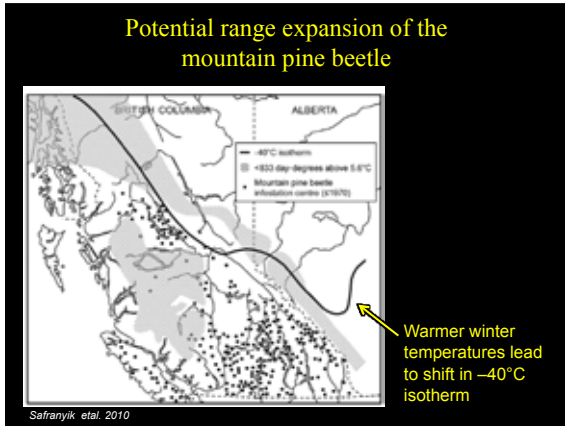 Potential range expansion of the
mountain pine beetle
BRITISH COLUMBIA
ALBERTA
-40°C isotherm
<833 day-degrees above 5.6°C
Mountain pine beetle
infestation centre (≤1970)
Warmer winter
temperatures lead
to shift in –40°C
isotherm
Safranyik etal. 2010